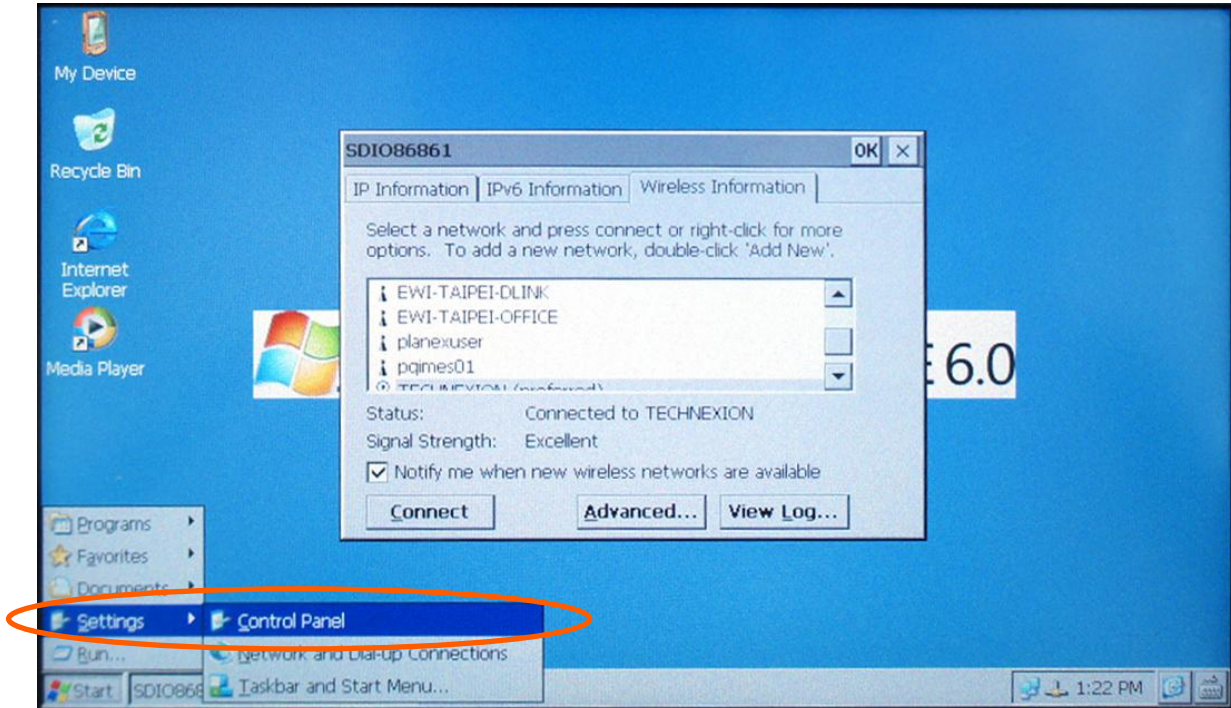 My Device
Recycle Bin
Internet
Explorer
Media Player
SDIO86861
OK
IP Information
IPv6 Information
Wireless Information
Select a network and press connect or right-click for more
options. To add a new network, double-click 'Add New'.
EWI-TAIPEI-DLINK
EWI-TAIPEI-OFFICE
planexuser
pqimes01
TECHNEXION (preferred)
Status: Connected to TECHNEXION
Signal Strength: Excellent
Notify me when new wireless networks are available
Connect
Advanced...
View Log...
E 6.0
Programs
Favorites
Documents
Settings
Control Panel
Run...
Network and Dial-up Connections
Taskbar and Start Menu...
Start
SDIO868
1:22 PM